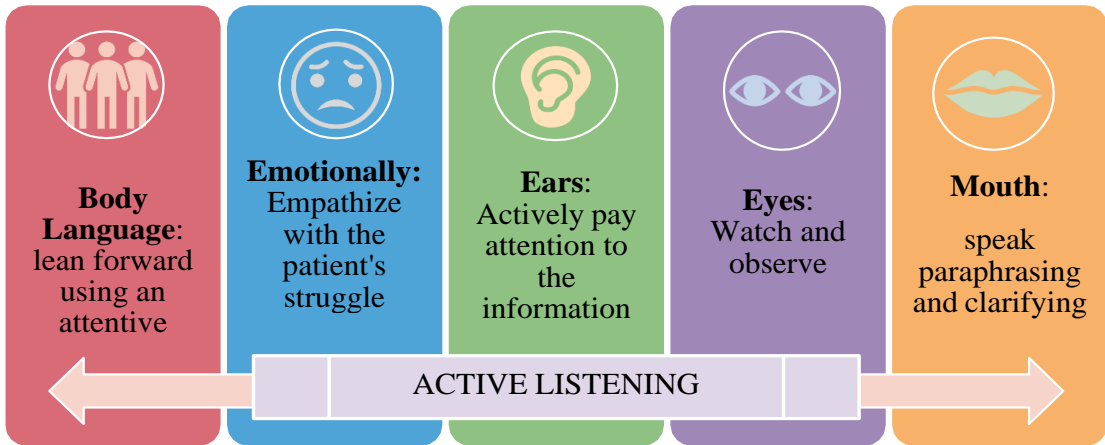 Body
Language:
lean forward
using an
attentive
Emotionally:
Empathize
with the
patient's
struggle
Ears:
Actively pay
attention to
the
information
Eyes:
Watch and
observe
Mouth:
speak
paraphrasing
and clarifying
ACTIVE LISTENING